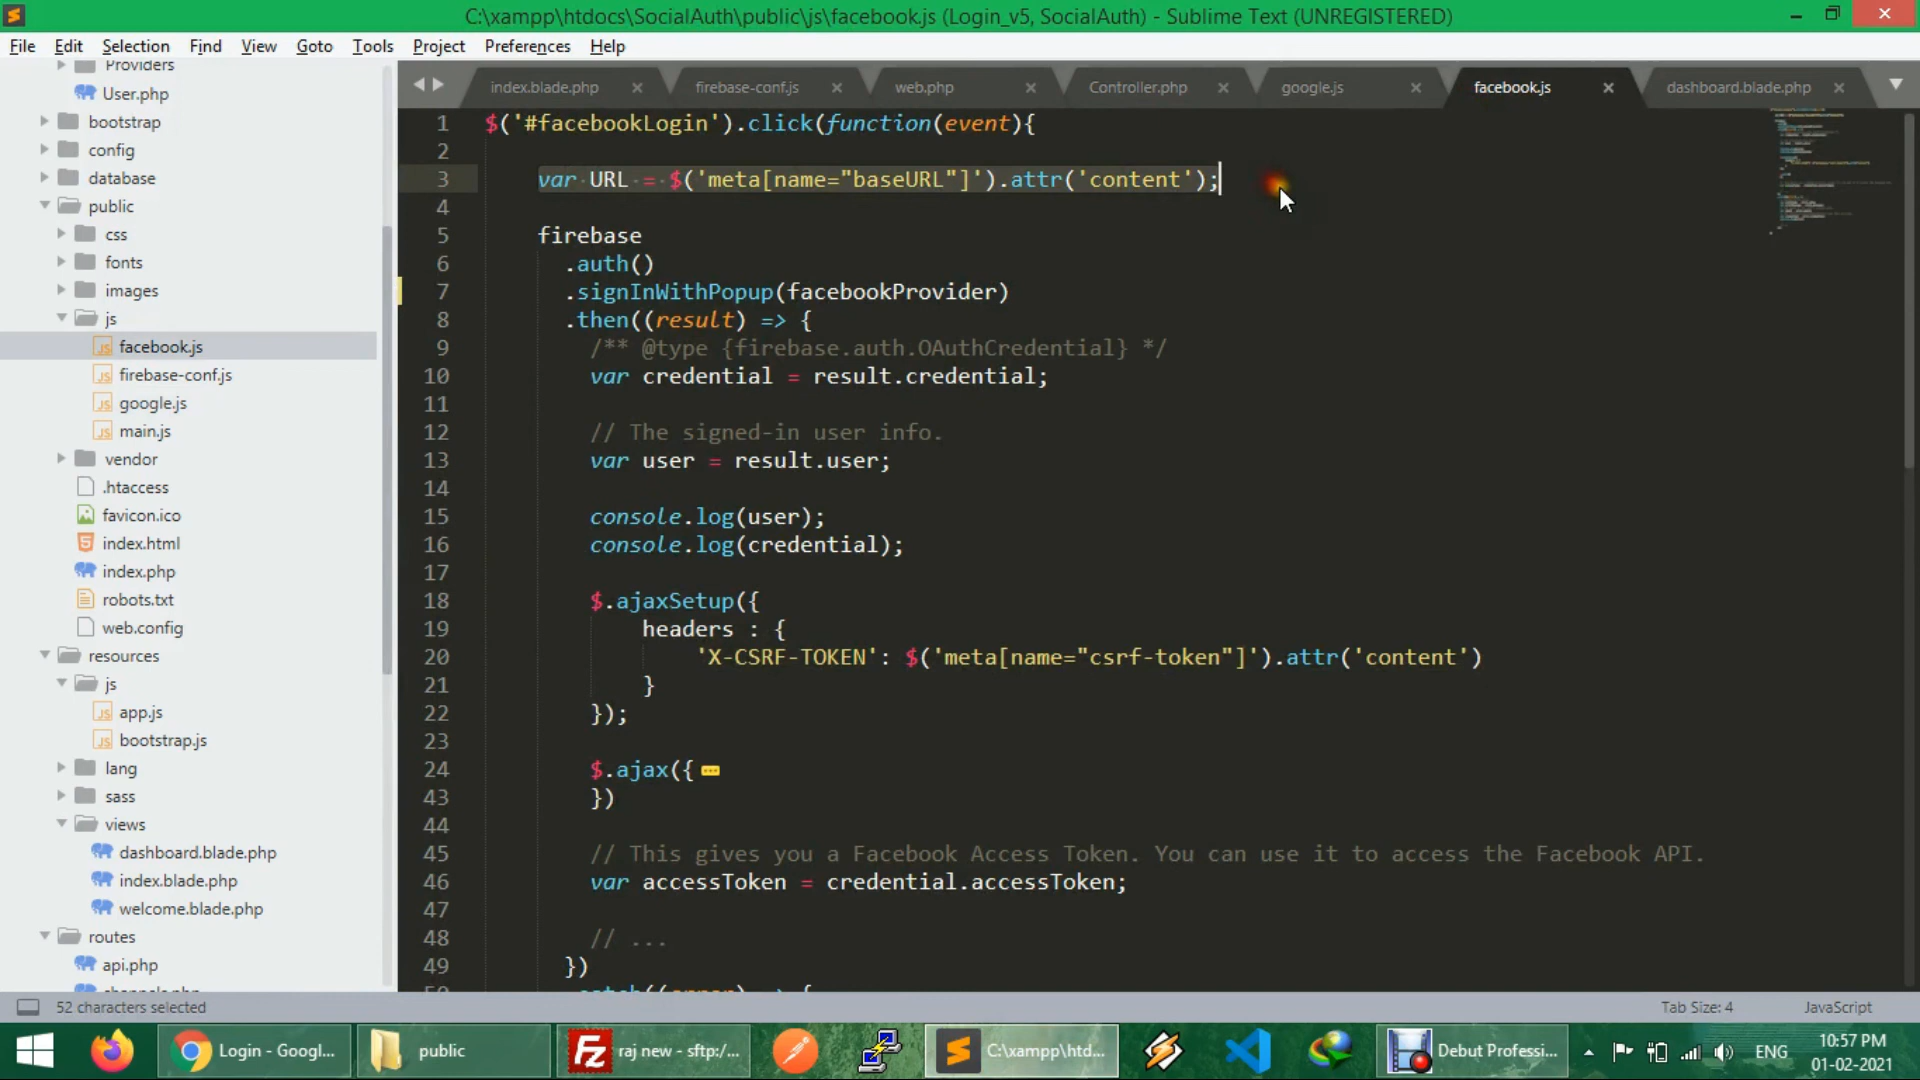 C:\xampp\htdocs\SocialAuth\public\js\facebook.js (Login_v5, SocialAuth) - Sublime Text (UNREGISTERED)
File Edit Selection Find View Goto Tools Project Preferences Help
index.blade.php firebase-conf.js web.php Controller.php google.js facebook.js dashboard.blade.php
Providers
User.php
bootstrap
config
database
public
css
fonts
images
js
facebook.js
firebase-conf.js
google.js
main.js
vendor
.htaccess
favicon.ico
index.html
index.php
robots.txt
web.config
resources
js
app.js
bootstrap.js
lang
sass
views
dashboard.blade.php
index.blade.php
welcome.blade.php
routes
api.php
channels.php
1 $('#facebookLogin').click(function(event){
2
3 var URL = $('meta[name="baseURL"]').attr('content');
4
5 firebase
6 .auth()
7 .signInWithPopup(facebookProvider)
8 .then((result) => {
9 /** @type {firebase.auth.OAuthCredential} */
10 var credential = result.credential;
11
12 // The signed-in user info.
13 var user = result.user;
14
15 console.log(user);
16 console.log(credential);
17
18 $.ajaxSetup({
19 headers : {
20 'X-CSRF-TOKEN': $('meta[name="csrf-token"]').attr('content')
21 }
22 });
23
24 $.ajax({
43 })
44
45 // This gives you a Facebook Access Token. You can use it to access the Facebook API.
46 var accessToken = credential.accessToken;
47
48 // ...
49 })
50 .catch((error) => {
52 characters selected
Tab Size: 4 JavaScript
Login - Googl... public raj new - sftp:/... C:\xampp\htd... Debut Professi... ENG 10:57 PM
01-02-2021